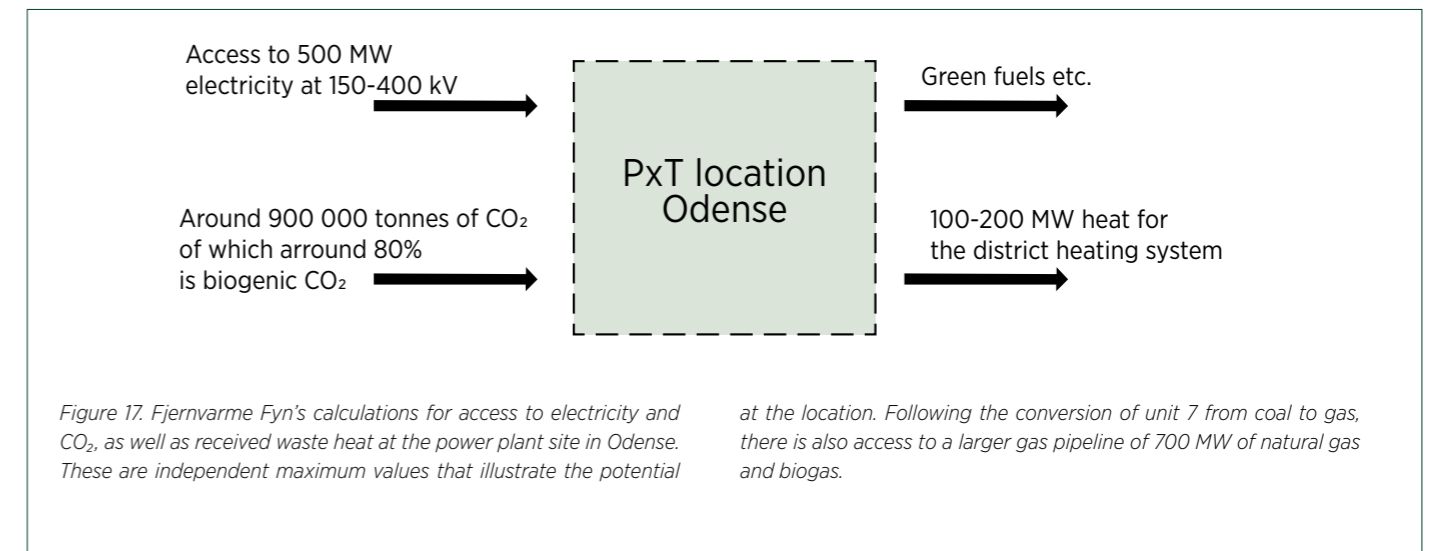 Access to 500 MW
electricity at 150-400 kV
Around 900 000 tonnes of CO₂
of which arround 80%
is biogenic CO₂
PxT location
Odense
Green fuels etc.
100-200 MW heat for
the district heating system
Figure 17. Fjernvarme Fyn's calculations for access to electricity and
CO₂, as well as received waste heat at the power plant site in Odense.
These are independent maximum values that illustrate the potential
at the location. Following the conversion of unit 7 from coal to gas,
there is also access to a larger gas pipeline of 700 MW of natural gas
and biogas.